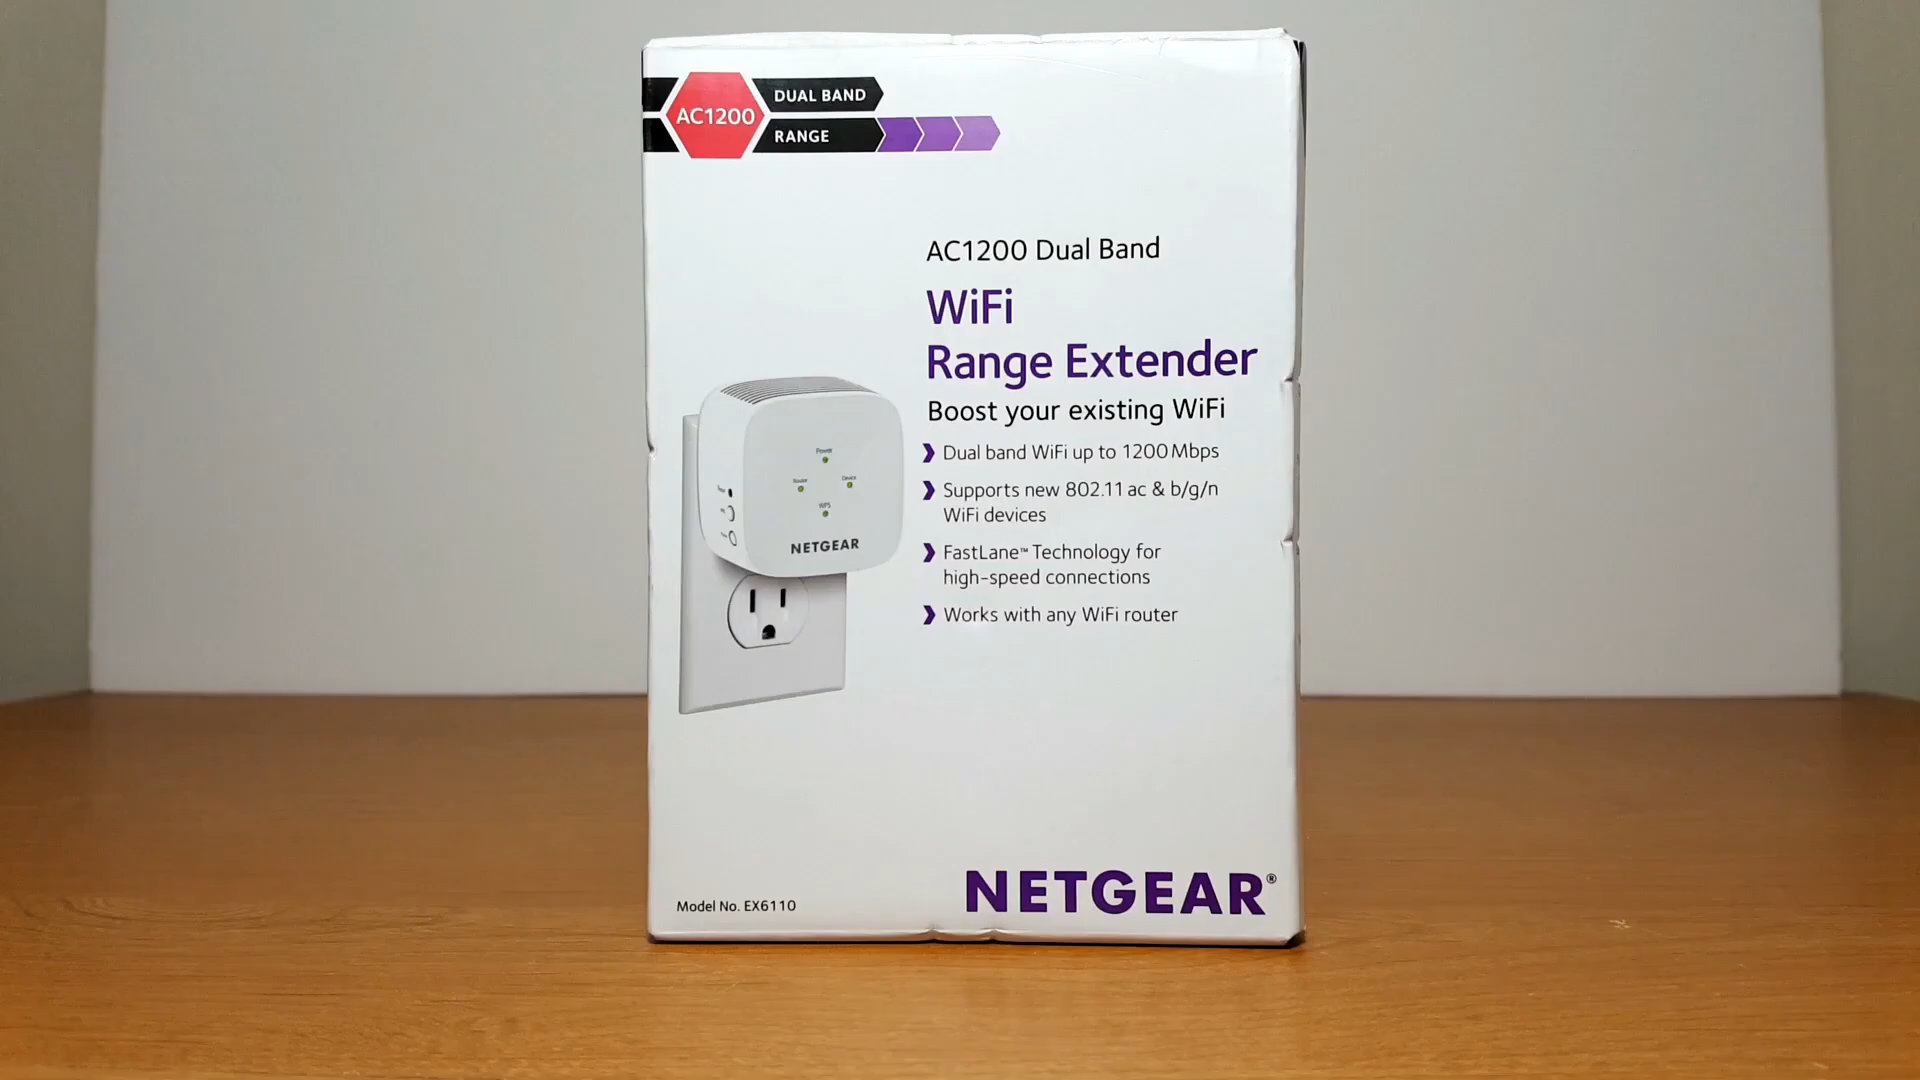 AC1200
DUAL BAND
RANGE
AC1200 Dual Band
WiFi
Range Extender
Boost your existing WiFi
Dual band WiFi up to 1200 Mbps
Supports new 802.11 ac & b/g/n
WiFi devices
FastLane™ Technology for
high-speed connections
Works with any WiFi router
Power
Router
Device
WPS
NETGEAR
Model No. EX6110
NETGEAR®